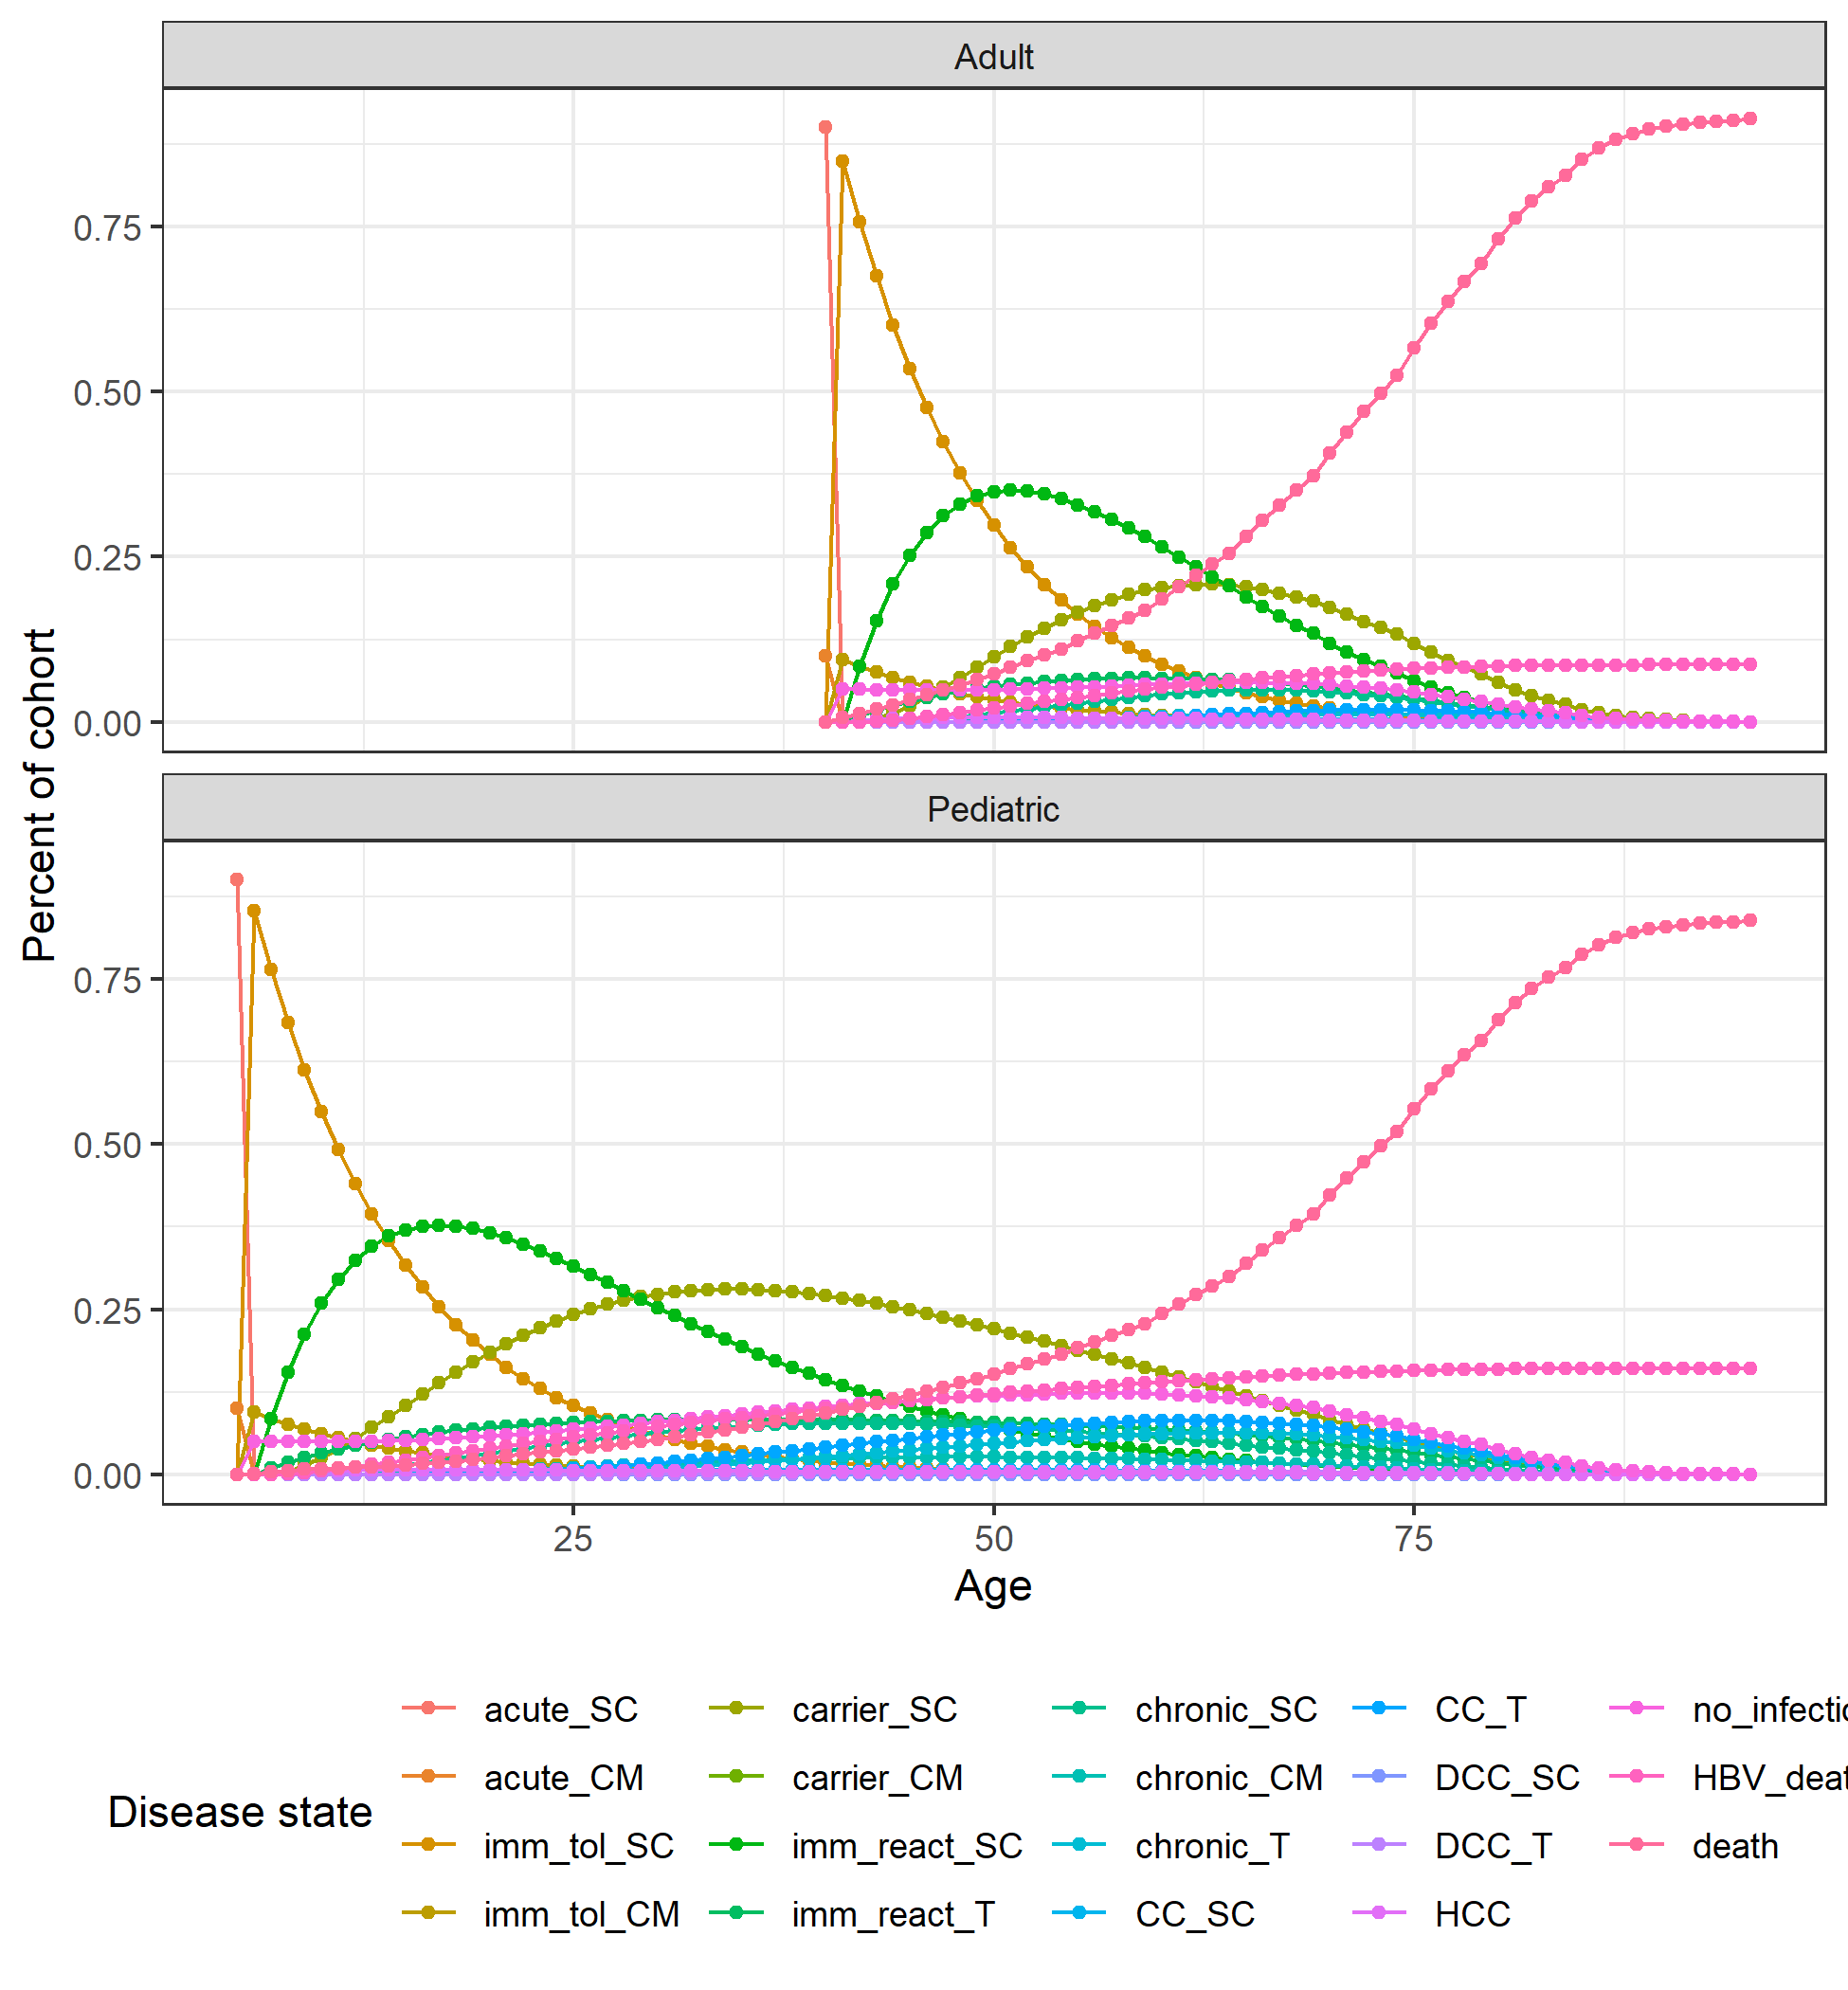 Adult
0.75
0.50
0.25
0.00
Percent of cohort
Pediatric
0.75
0.50
0.25
0.00
25 50 75
Age
Disease state
acute_SC carrier_SC chronic_SC CC_T no_infectio
acute_CM carrier_CM chronic_CM DCC_SC HBV_deat
imm_tol_SC imm_react_SC chronic_T DCC_T death
imm_tol_CM imm_react_T CC_SC HCC